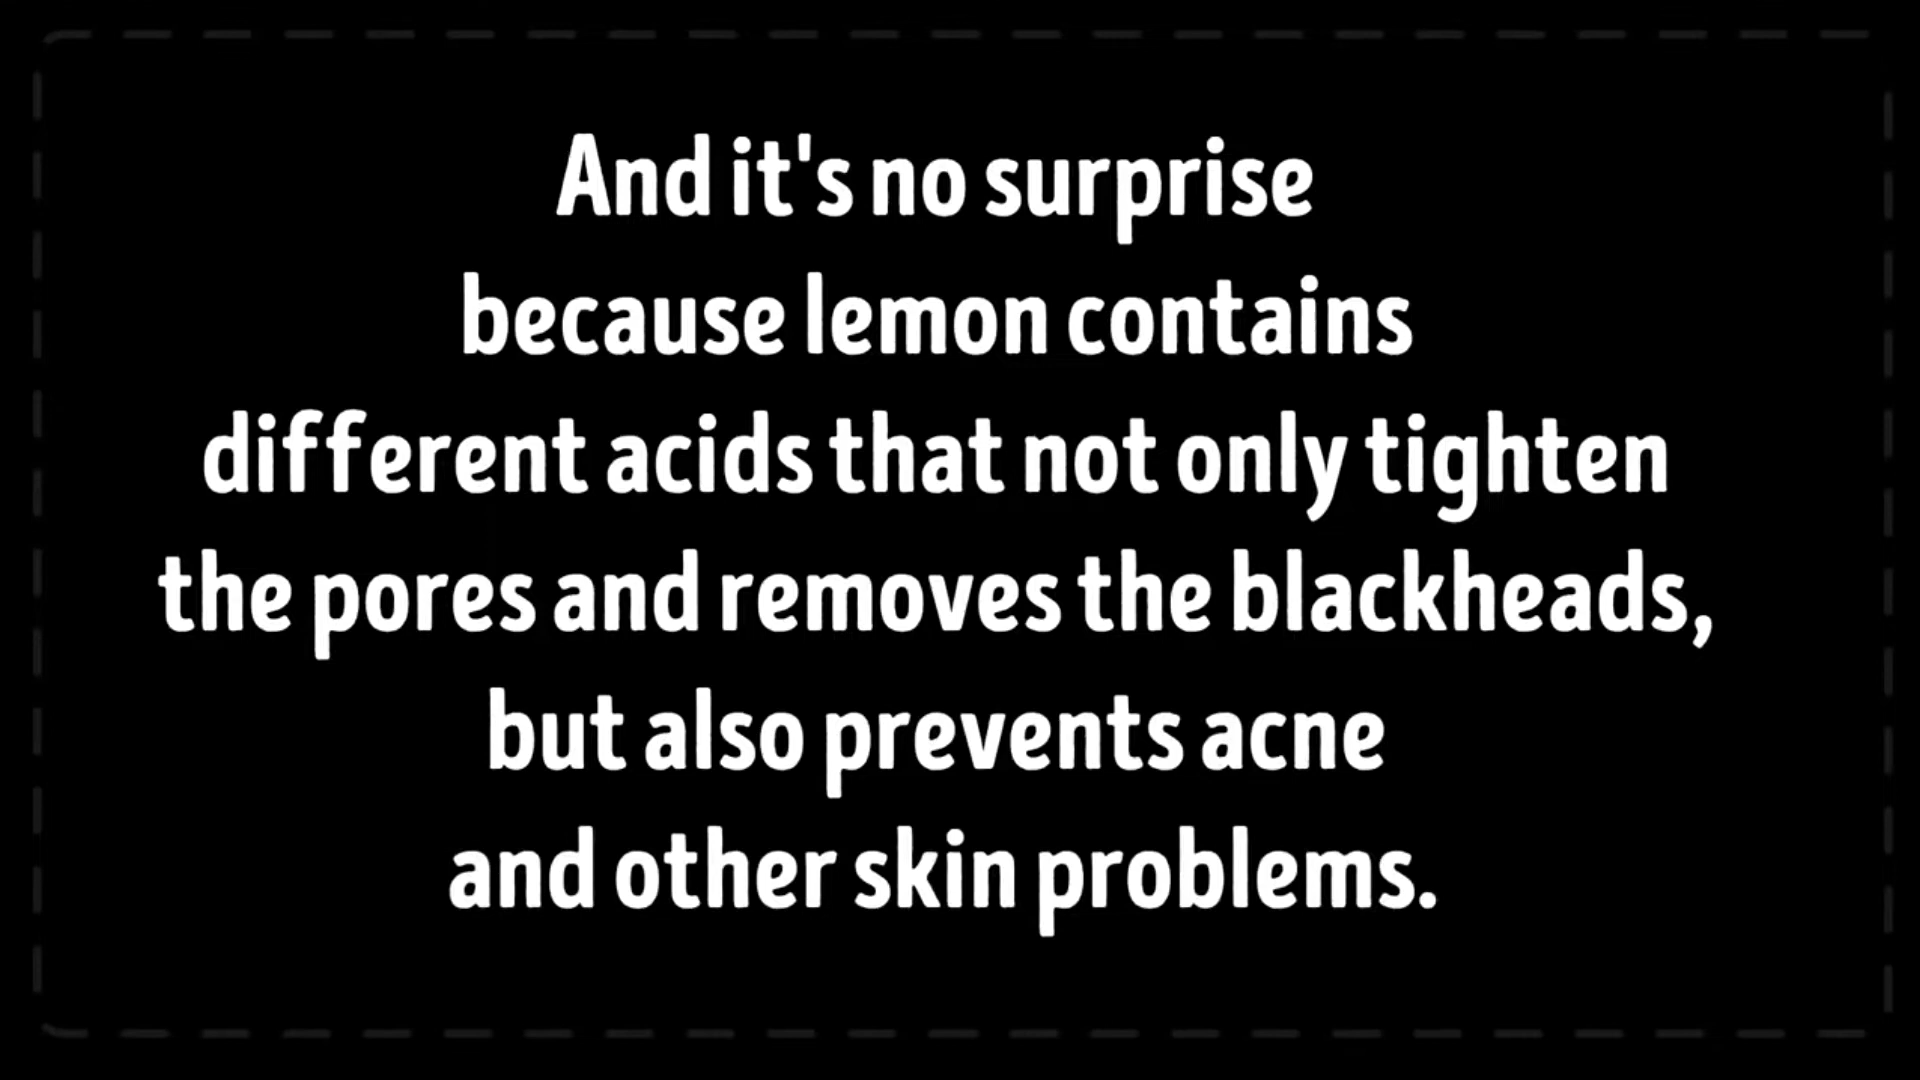 And it's no surprise
because lemon contains
different acids that not only tighten
the pores and removes the blackheads,
but also prevents acne
and other skin problems.